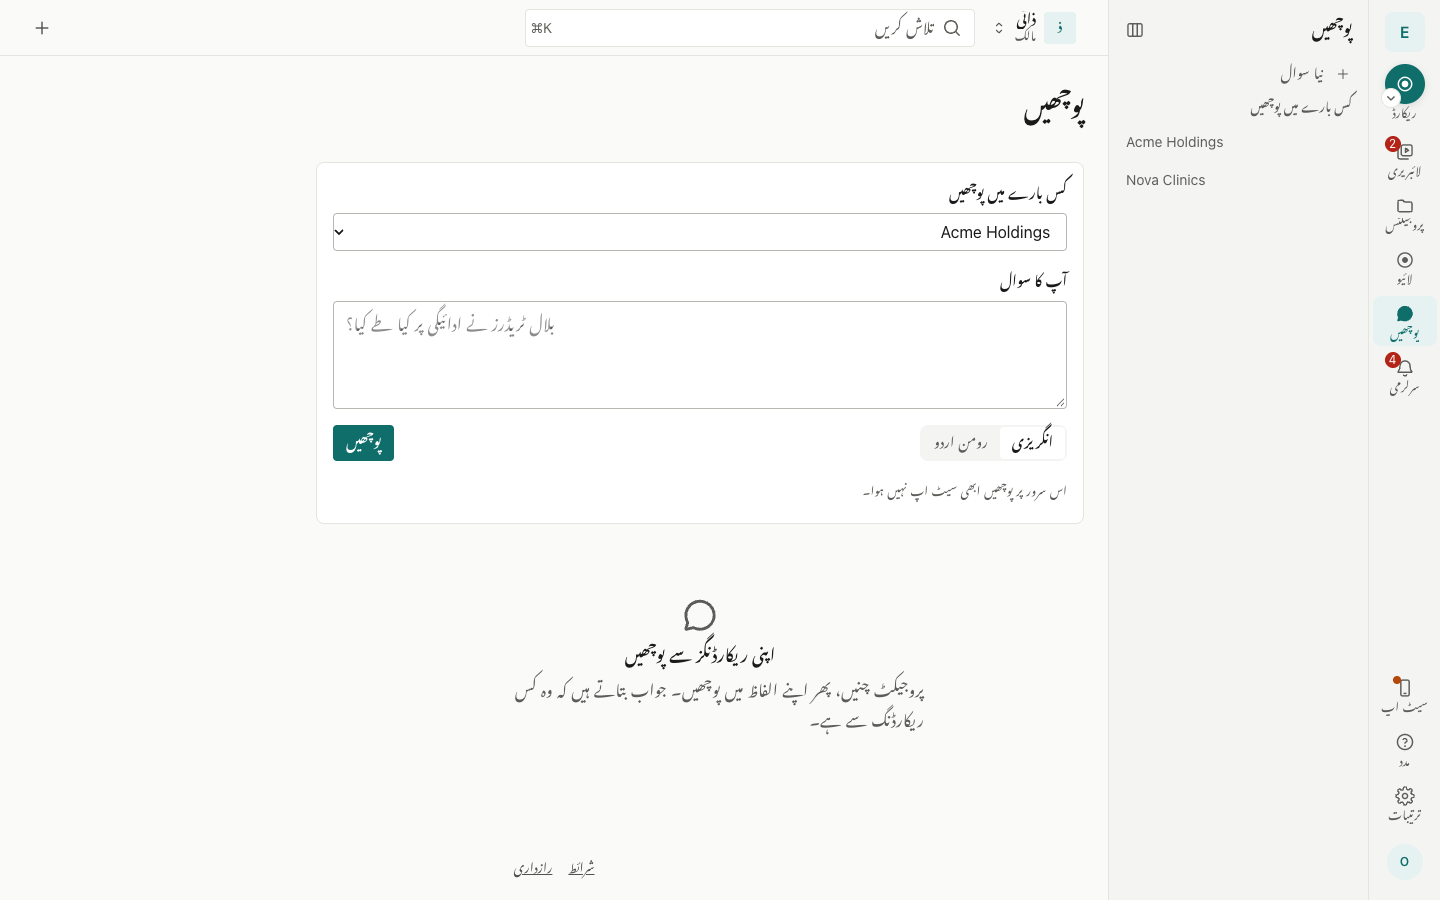 E
ریکارڈ
2
لائبریری
پروجیکٹس
لائیو
پوچھیں
4
سرگرمی
سیٹ اپ
مدد
ترتیبات
O
پوچھیں
نیا سوال
کس بارے میں پوچھیں
Acme Holdings
Nova Clinics
ذ
ذاتی
مالک
تلاش کریں
⌘K
پوچھیں
کس بارے میں پوچھیں
Acme Holdings
آپ کا سوال
بلال ٹریڈرز نے ادائیگی پر کیا طے کیا؟
انگریزی
رومن اردو
پوچھیں
اس سرور پر پوچھیں ابھی سیٹ اپ نہیں ہوا۔
اپنی ریکارڈنگز سے پوچھیں
پروجیکٹ چنیں، پھر اپنے الفاظ میں پوچھیں۔ جواب بتاتے ہیں کہ وہ کس
ریکارڈنگ سے ہے۔
شرائط
رازداری